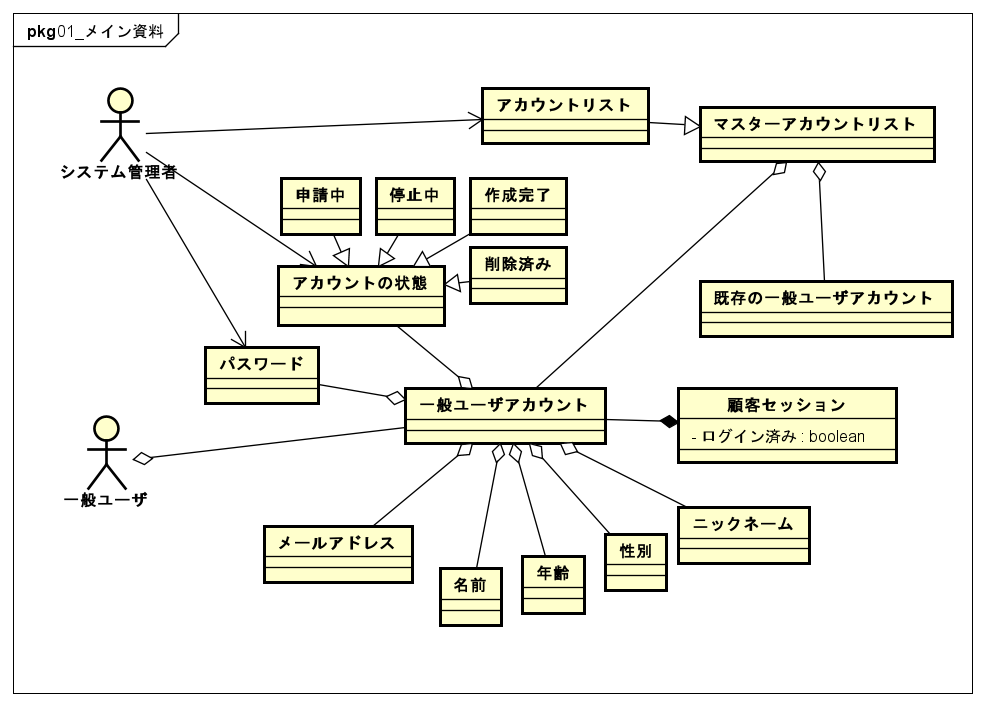 pkg01_メイン資料
アカウントリスト
マスターアカウントリスト
システム管理者
申請中
停止中
作成完了
アカウントの状態
削除済み
既存の一般ユーザアカウント
パスワード
一般ユーザアカウント
顧客セッション
- ログイン済み : boolean
一般ユーザ
メールアドレス
名前
年齢
性別
ニックネーム